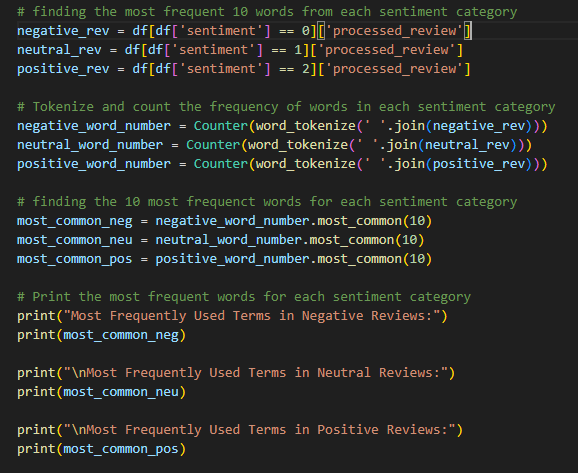 # finding the most frequent 10 words from each sentiment category
negative_rev = df[df['sentiment'] == 0]['processed_review']
neutral_rev = df[df['sentiment'] == 1]['processed_review']
positive_rev = df[df['sentiment'] == 2]['processed_review']

# Tokenize and count the frequency of words in each sentiment category
negative_word_number = Counter(word_tokenize(' '.join(negative_rev)))
neutral_word_number = Counter(word_tokenize(' '.join(neutral_rev)))
positive_word_number = Counter(word_tokenize(' '.join(positive_rev)))

# finding the 10 most frequenct words for each sentiment category
most_common_neg = negative_word_number.most_common(10)
most_common_neu = neutral_word_number.most_common(10)
most_common_pos = positive_word_number.most_common(10)

# Print the most frequent words for each sentiment category
print("Most Frequently Used Terms in Negative Reviews:")
print(most_common_neg)

print("\nMost Frequently Used Terms in Neutral Reviews:")
print(most_common_neu)

print("\nMost Frequently Used Terms in Positive Reviews:")
print(most_common_pos)